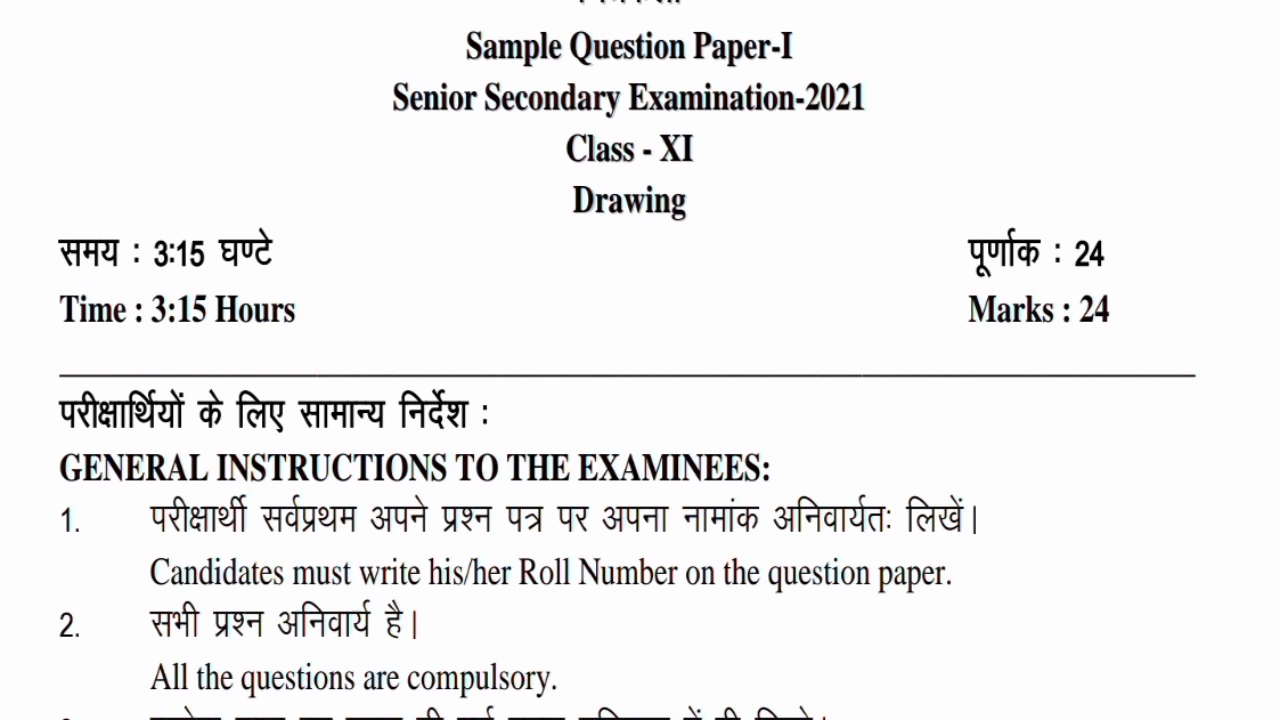 Sample Question Paper-I
Senior Secondary Examination-2021
Class - XI
Drawing
समय : 3:15 घण्टे पूर्णांक : 24
Time : 3:15 Hours Marks : 24
परीक्षार्थियों के लिए सामान्य निर्देश :
GENERAL INSTRUCTIONS TO THE EXAMINEES:
1. परीक्षार्थी सर्वप्रथम अपने प्रश्न पत्र पर अपना नामांक अनिवार्यतः लिखें।
Candidates must write his/her Roll Number on the question paper.
2. सभी प्रश्न अनिवार्य है।
All the questions are compulsory.